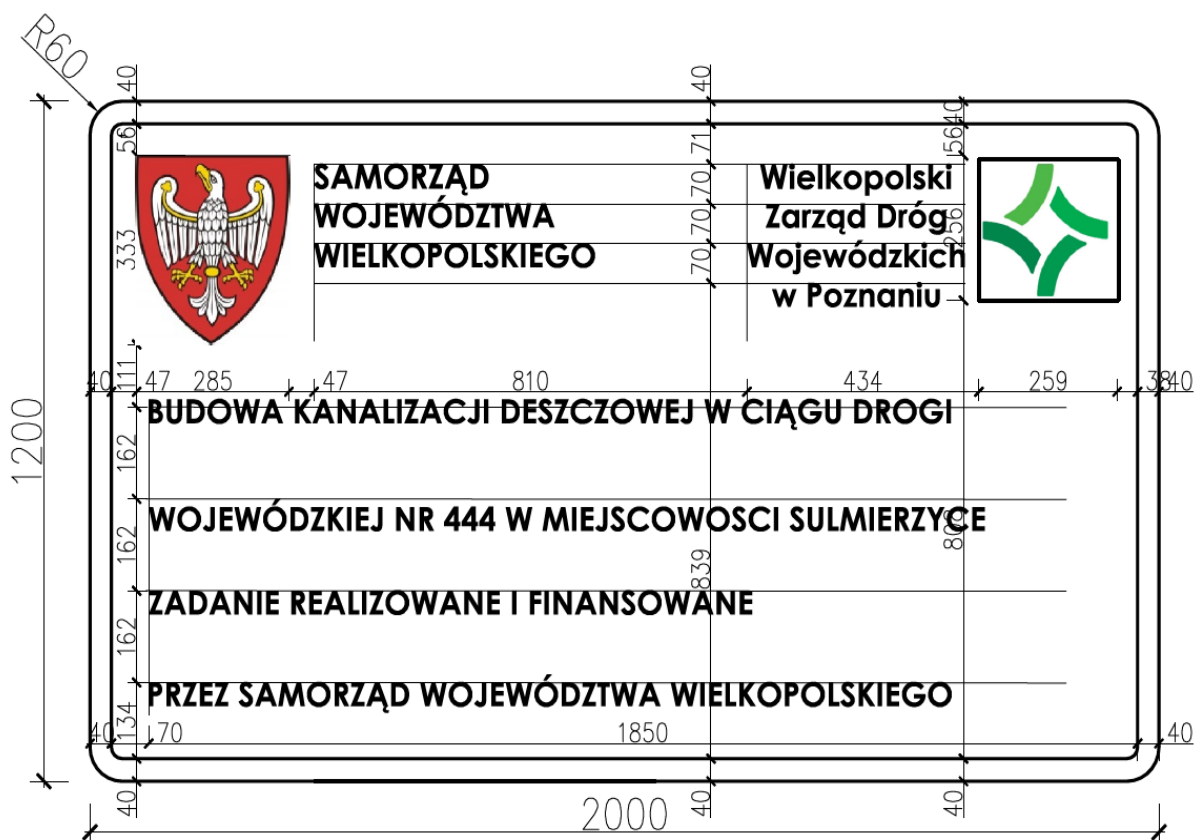 R60
40 40
56 71 5640
SAMORZĄD
WOJEWÓDZTWA
WIELKOPOLSKIEGO
Wielkopolski
Zarząd Dróg
Wojewódzkich
w Poznaniu
70
70
70
256
333
111
40 47 285 47 810 434 259 38 40
1200
BUDOWA KANALIZACJI DESZCZOWEJ W CIĄGU DROGI
162
WOJEWÓDZKIEJ NR 444 W MIEJSCOWOSCI SULMIERZYCE
162
839
ZADANIE REALIZOWANE I FINANSOWANE
162
PRZEZ SAMORZĄD WOJEWÓDZTWA WIELKOPOLSKIEGO
134
40 70 1850 40
40 40 40
2000